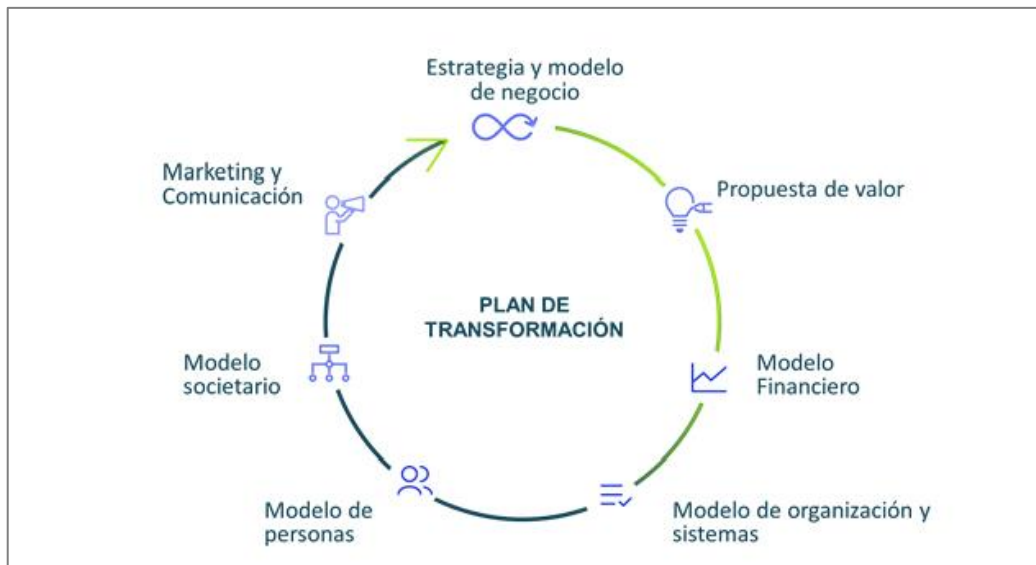 Estrategia y modelo
de negocio
Propuesta de valor
Modelo
Financiero
Modelo de organización y
sistemas
Modelo de
personas
Modelo
societario
Marketing y
Comunicación
PLAN DE
TRANSFORMACIÓN